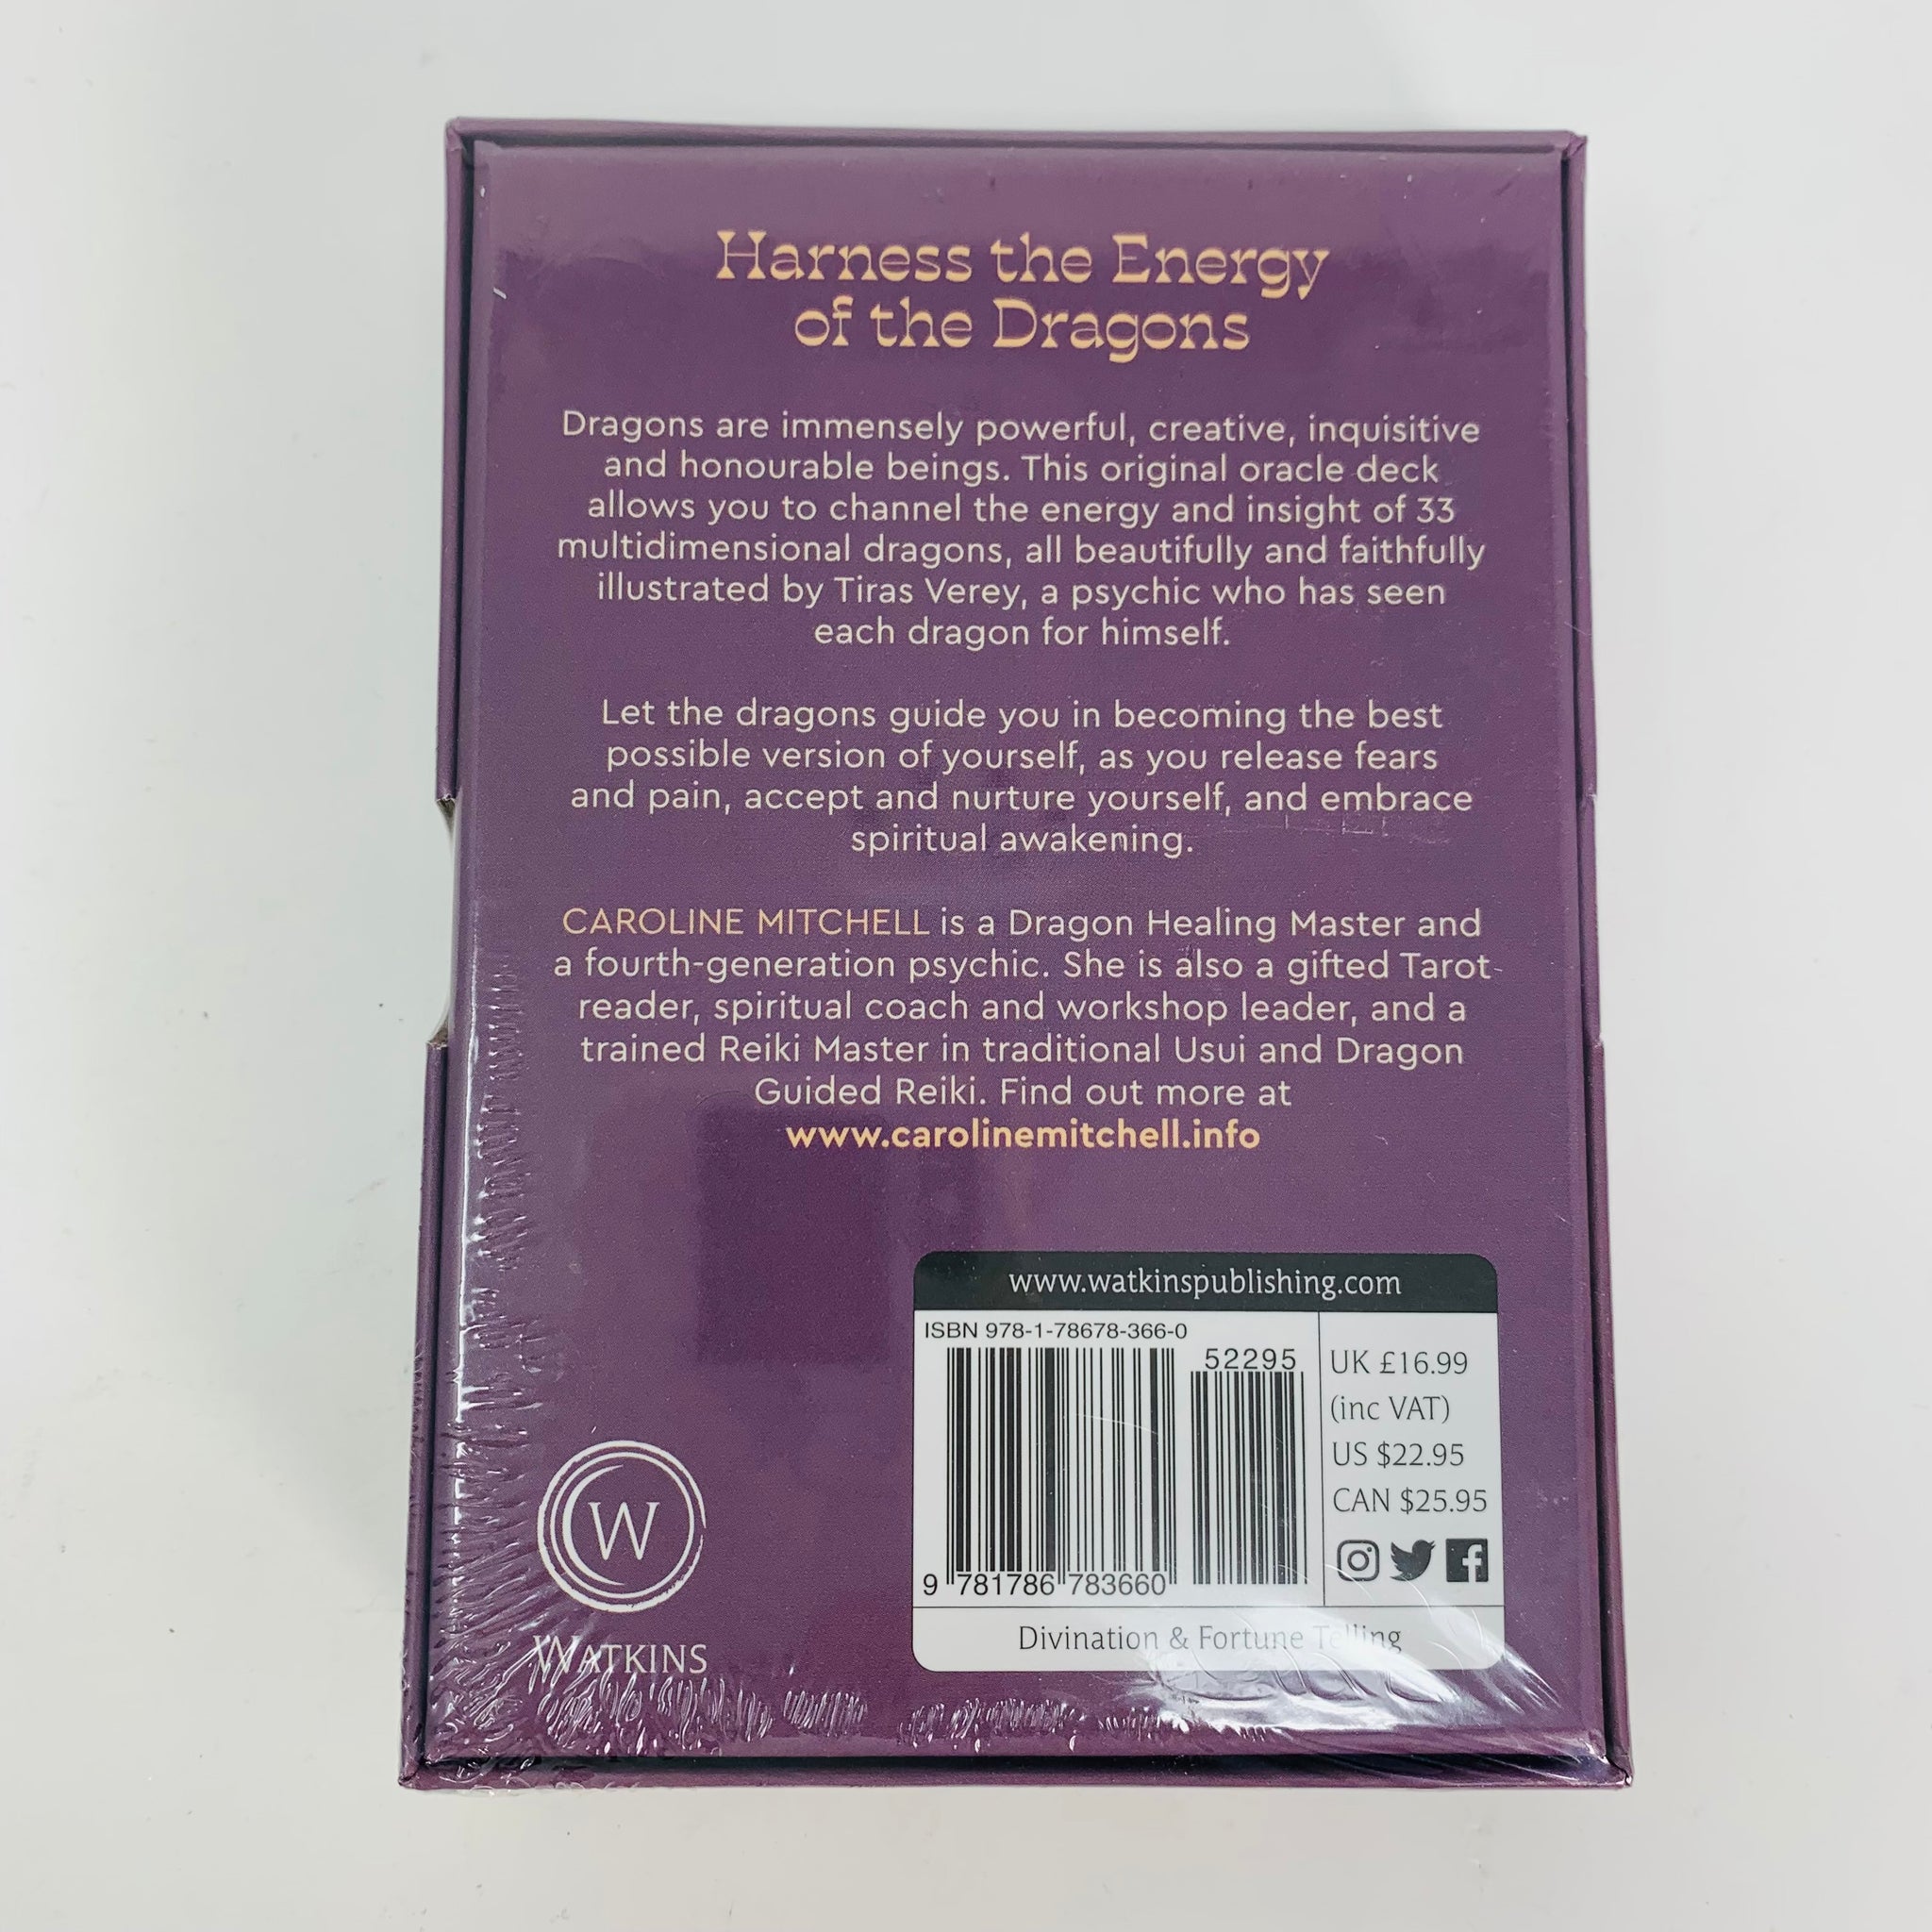 Harness the Energy
of the Dragons
Dragons are immensely powerful, creative, inquisitive
and honourable beings. This original oracle deck
allows you to channel the energy and insight of 33
multidimensional dragons, all beautifully and faithfully
illustrated by Tiras Verey, a psychic who has seen
each dragon for himself.
Let the dragons guide you in becoming the best
possible version of yourself, as you release fears
and pain, accept and nurture yourself, and embrace
spiritual awakening.
CAROLINE MITCHELL is a Dragon Healing Master and
a fourth-generation psychic. She is also a gifted Tarot-
reader, spiritual coach and workshop leader, and a
trained Reiki Master in traditional Usui and Dragon
Guided Reiki. Find out more at
www.carolinemitchell.info
www.watkinspublishing.com
ISBN 978-1-78678-366-0
52295
9 781786 783660
UK £16.99
(inc VAT)
US $22.95
CAN $25.95
Divination & Fortune Telling
W
WATKINS